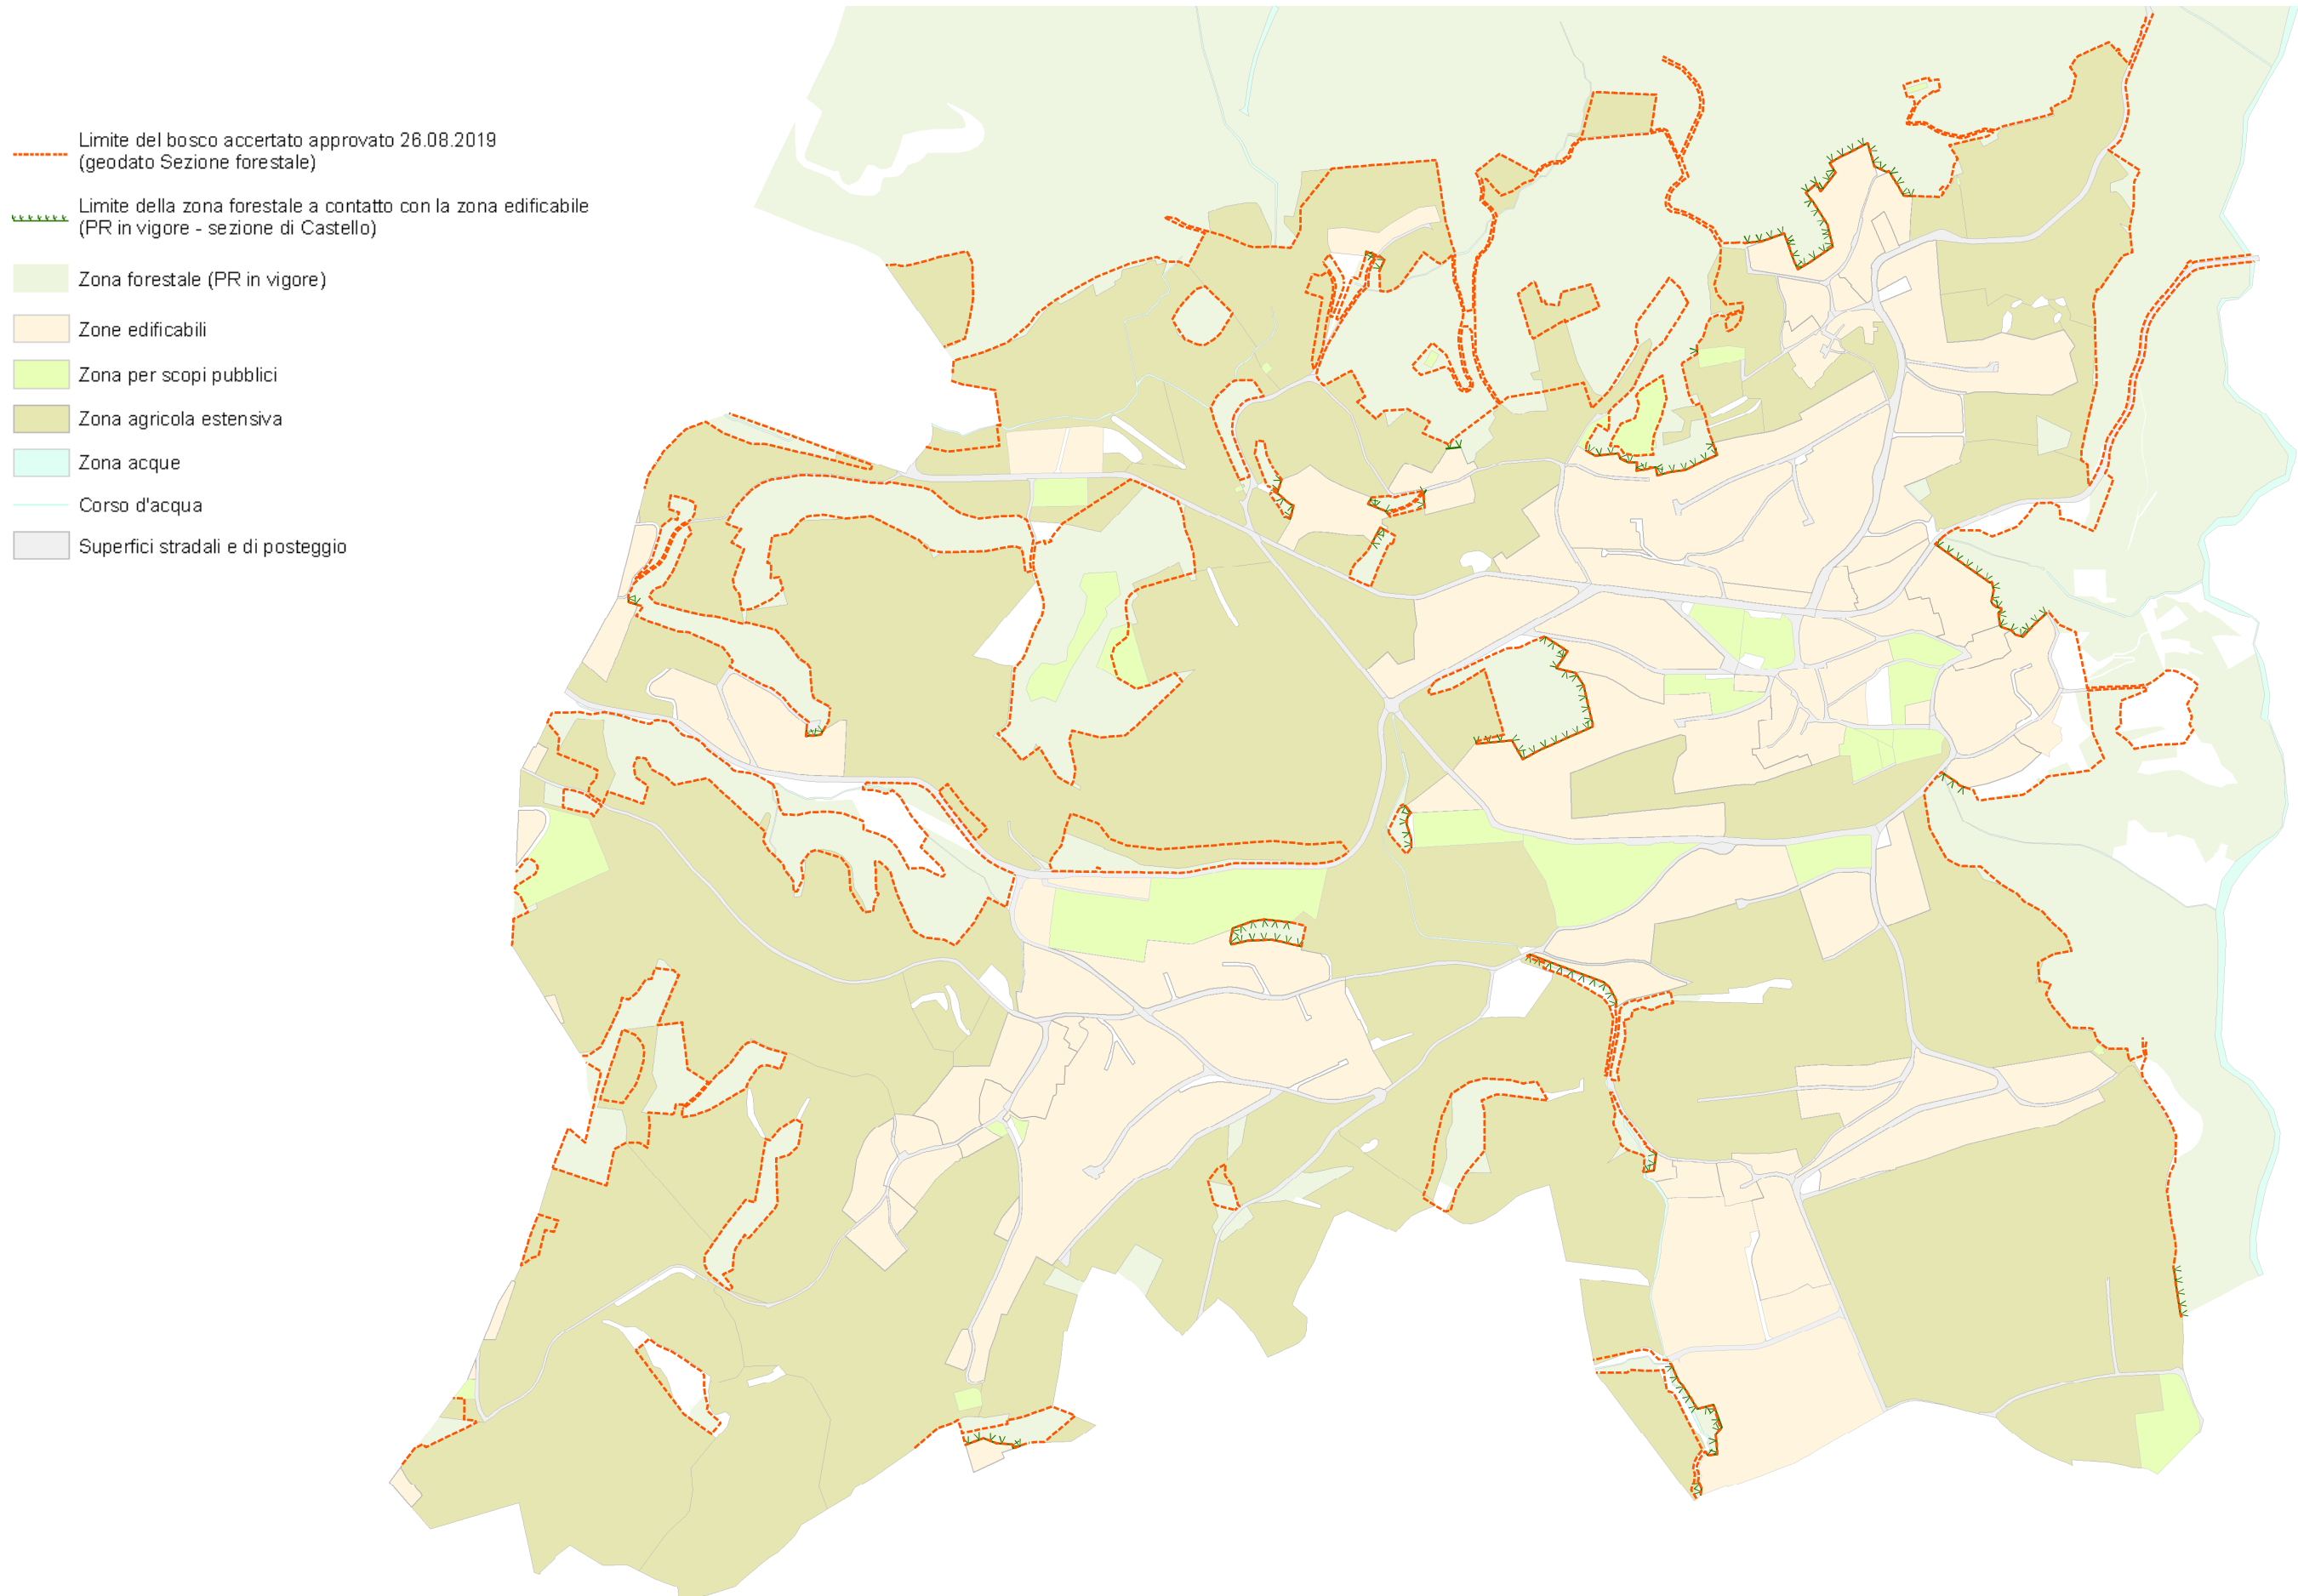 Limite del bosco accertato approvato 26.08.2019
(geodato Sezione forestale)
Limite della zona forestale a contatto con la zona edificabile
(PR in vigore - sezione di Castello)
Zona forestale (PR in vigore)
Zone edificabili
Zona per scopi pubblici
Zona agricola estensiva
Zona acque
Corso d'acqua
Superfici stradali e di posteggio